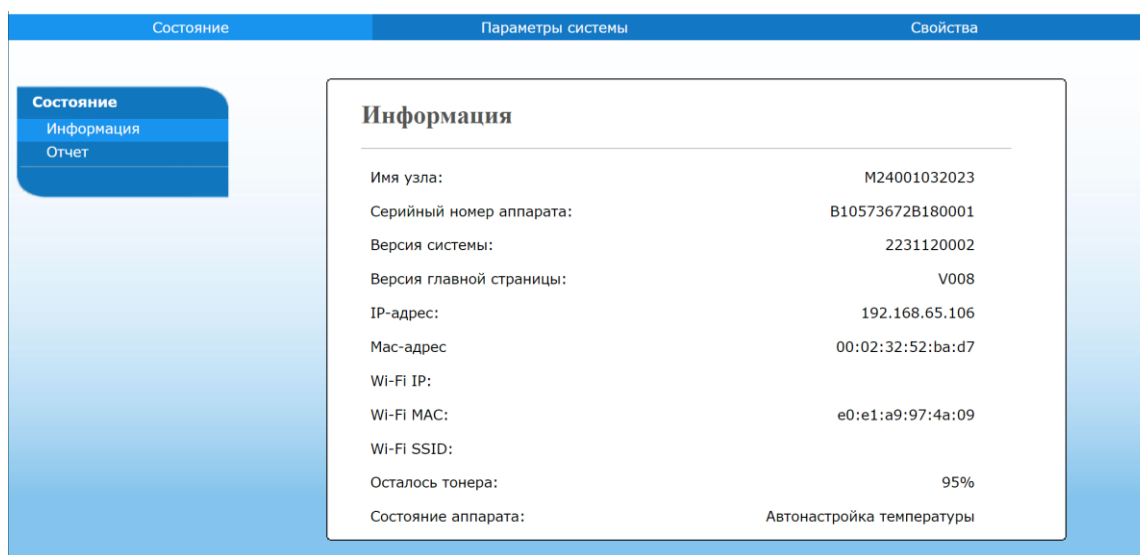 Состояние Параметры системы Свойства
Состояние
Информация
Отчет
Информация
Имя узла: M24001032023
Серийный номер аппарата: B10573672B180001
Версия системы: 2231120002
Версия главной страницы: V008
IP-адрес: 192.168.65.106
Mac-адрес 00:02:32:52:ba:d7
Wi-Fi IP:
Wi-Fi MAC: e0:e1:a9:97:4a:09
Wi-Fi SSID:
Осталось тонера: 95%
Состояние аппарата: Автонастройка температуры